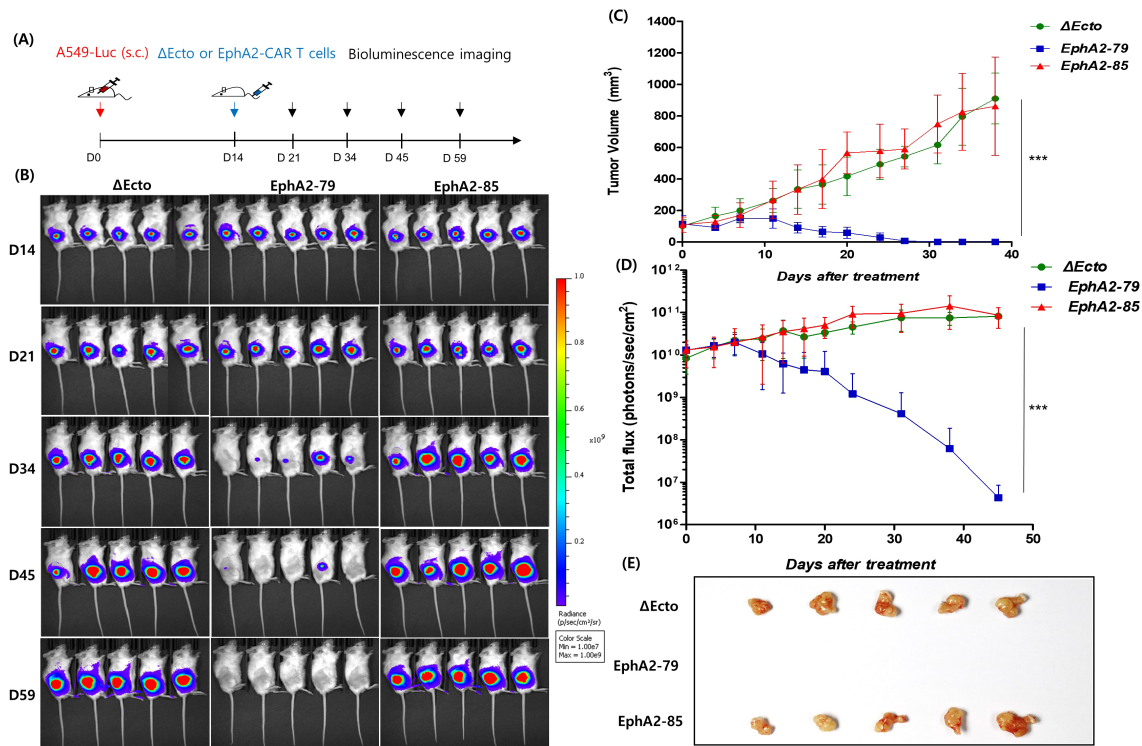 (A)
A549-Luc (s.c.) ΔEcto or EphA2-CAR T cells Bioluminescence imaging
D0 D14 D 21 D 34 D 45 D 59
(B)
ΔEcto EphA2-79 EphA2-85
D14
D21
D34
D45
D59
1.0
0.8
0.6
x10⁹
0.4
0.2
Radiance
(p/sec/cm²/sr)
Color Scale
Min = 1.00e7
Max = 1.00e9
(C)
ΔEcto
EphA2-79
EphA2-85
Tumor Volume (mm³)
1400
1200
1000
800
600
400
200
0
0 10 20 30 40
Days after treatment
***
(D)
ΔEcto
EphA2-79
EphA2-85
Total flux (photons/sec/cm²)
10¹²
10¹¹
10¹⁰
10⁹
10⁸
10⁷
10⁶
0 10 20 30 40 50
Days after treatment
***
(E)
ΔEcto
EphA2-79
EphA2-85